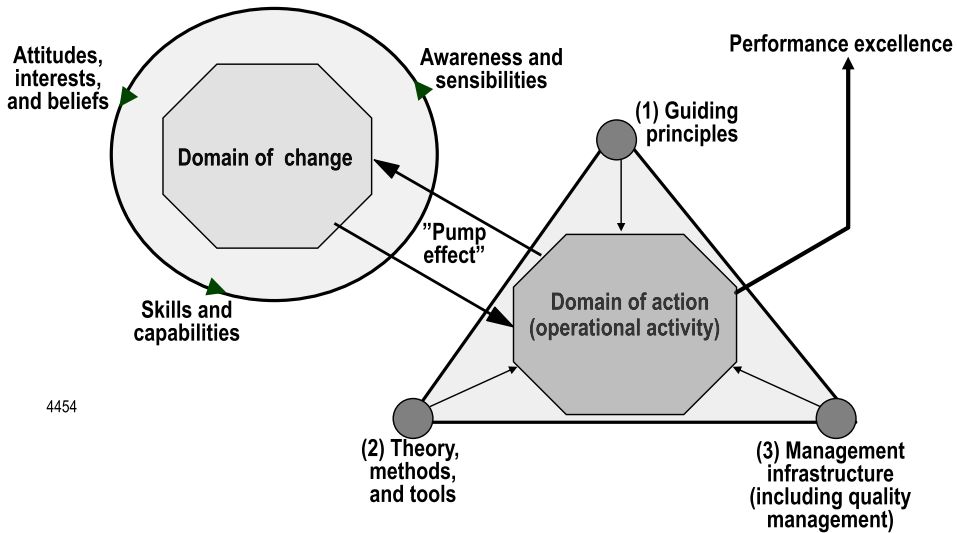 Attitudes,
interests,
and beliefs
Awareness and
sensibilities
Domain of change
Skills and
capabilities
”Pump
effect”
Performance excellence
(1) Guiding
principles
Domain of action
(operational activity)
(2) Theory,
methods,
and tools
(3) Management
infrastructure
(including quality
management)
4454